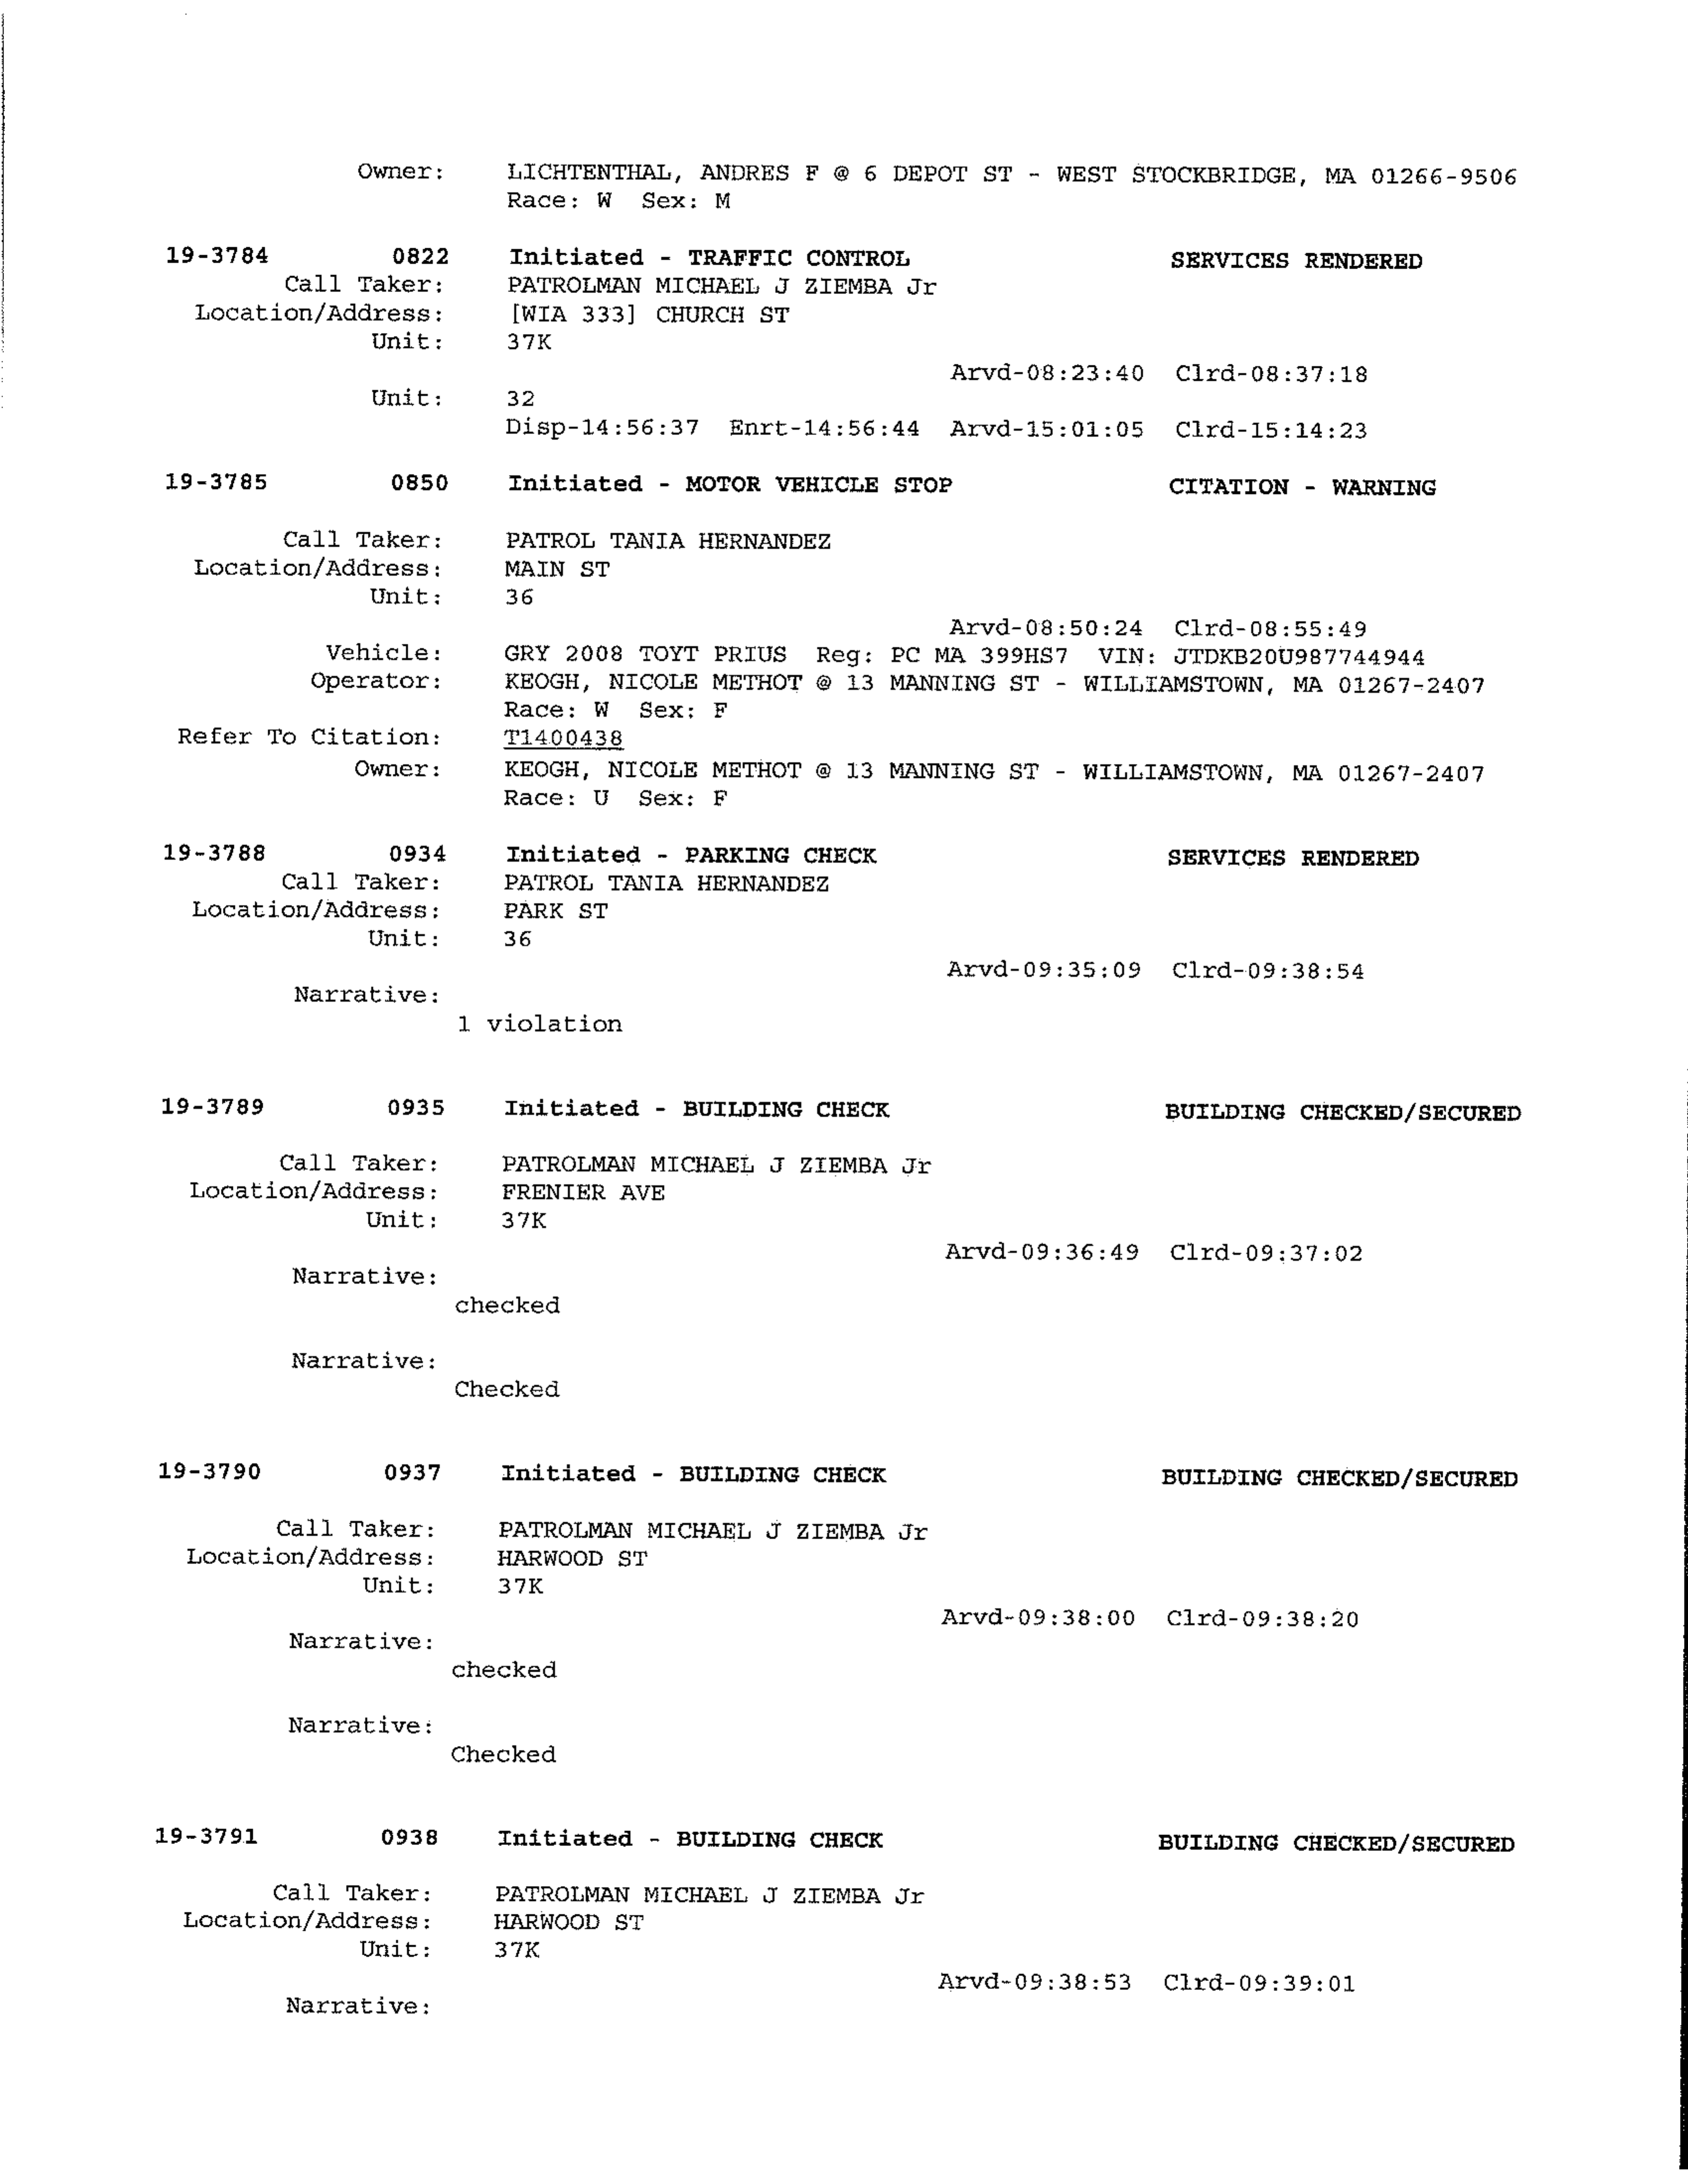 Owner: LICHTENTHAL, ANDRES F @ 6 DEPOT ST - WEST STOCKBRIDGE, MA 01266-9506
Race: W Sex: M
19-3784 0822 Initiated - TRAFFIC CONTROL SERVICES RENDERED
Call Taker: PATROLMAN MICHAEL J ZIEMBA Jr
Location/Address: [WIA 333] CHURCH ST
Unit: 37K
Arvd-08:23:40 Clrd-08:37:18
Unit: 32
Disp-14:56:37 Enrt-14:56:44 Arvd-15:01:05 Clrd-15:14:23
19-3785 0850 Initiated - MOTOR VEHICLE STOP CITATION - WARNING
Call Taker: PATROL TANIA HERNANDEZ
Location/Address: MAIN ST
Unit: 36
Arvd-08:50:24 Clrd-08:55:49
Vehicle: GRY 2008 TOYT PRIUS Reg: PC MA 399HS7 VIN: JTDKB20U987744944
Operator: KEOGH, NICOLE METHOT @ 13 MANNING ST - WILLIAMSTOWN, MA 01267-2407
Race: W Sex: F
Refer To Citation: T1400438
Owner: KEOGH, NICOLE METHOT @ 13 MANNING ST - WILLIAMSTOWN, MA 01267-2407
Race: U Sex: F
19-3788 0934 Initiated - PARKING CHECK SERVICES RENDERED
Call Taker: PATROL TANIA HERNANDEZ
Location/Address: PARK ST
Unit: 36
Arvd-09:35:09 Clrd-09:38:54
Narrative:
1 violation
19-3789 0935 Initiated - BUILDING CHECK BUILDING CHECKED/SECURED
Call Taker: PATROLMAN MICHAEL J ZIEMBA Jr
Location/Address: FRENIER AVE
Unit: 37K
Arvd-09:36:49 Clrd-09:37:02
Narrative:
checked
Narrative:
Checked
19-3790 0937 Initiated - BUILDING CHECK BUILDING CHECKED/SECURED
Call Taker: PATROLMAN MICHAEL J ZIEMBA Jr
Location/Address: HARWOOD ST
Unit: 37K
Arvd-09:38:00 Clrd-09:38:20
Narrative:
checked
Narrative:
Checked
19-3791 0938 Initiated - BUILDING CHECK BUILDING CHECKED/SECURED
Call Taker: PATROLMAN MICHAEL J ZIEMBA Jr
Location/Address: HARWOOD ST
Unit: 37K
Arvd-09:38:53 Clrd-09:39:01
Narrative: